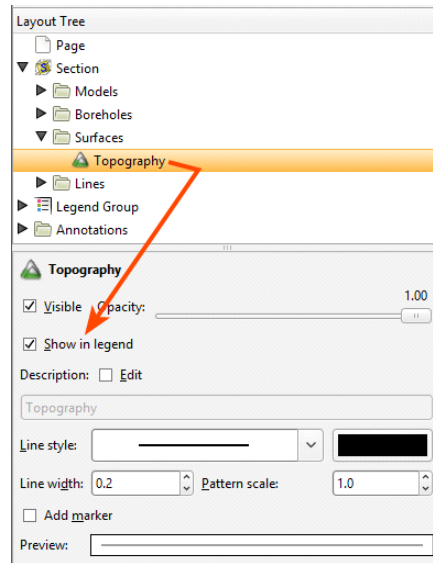 Layout Tree
Page
Section
Models
Boreholes
Surfaces
Topography
Lines
Legend Group
Annotations
Topography
Visible Opacity: 1.00
Show in legend
Description: Edit
Topography
Line style:
Line width: 0.2 Pattern scale: 1.0
Add marker
Preview: